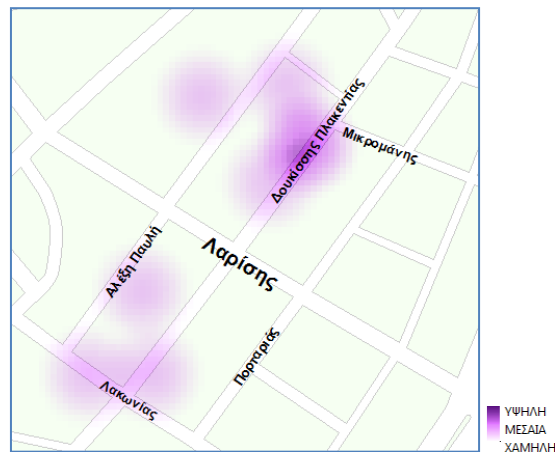 Δουκίσσης Πλακεντίας
Μικρομάνης
Αλέξη Παυλή
Λαρίσης
Πορταριάς
Λακωνίας
ΥΨΗΛΗ
ΜΕΣΑΙΑ
ΧΑΜΗΛΗ